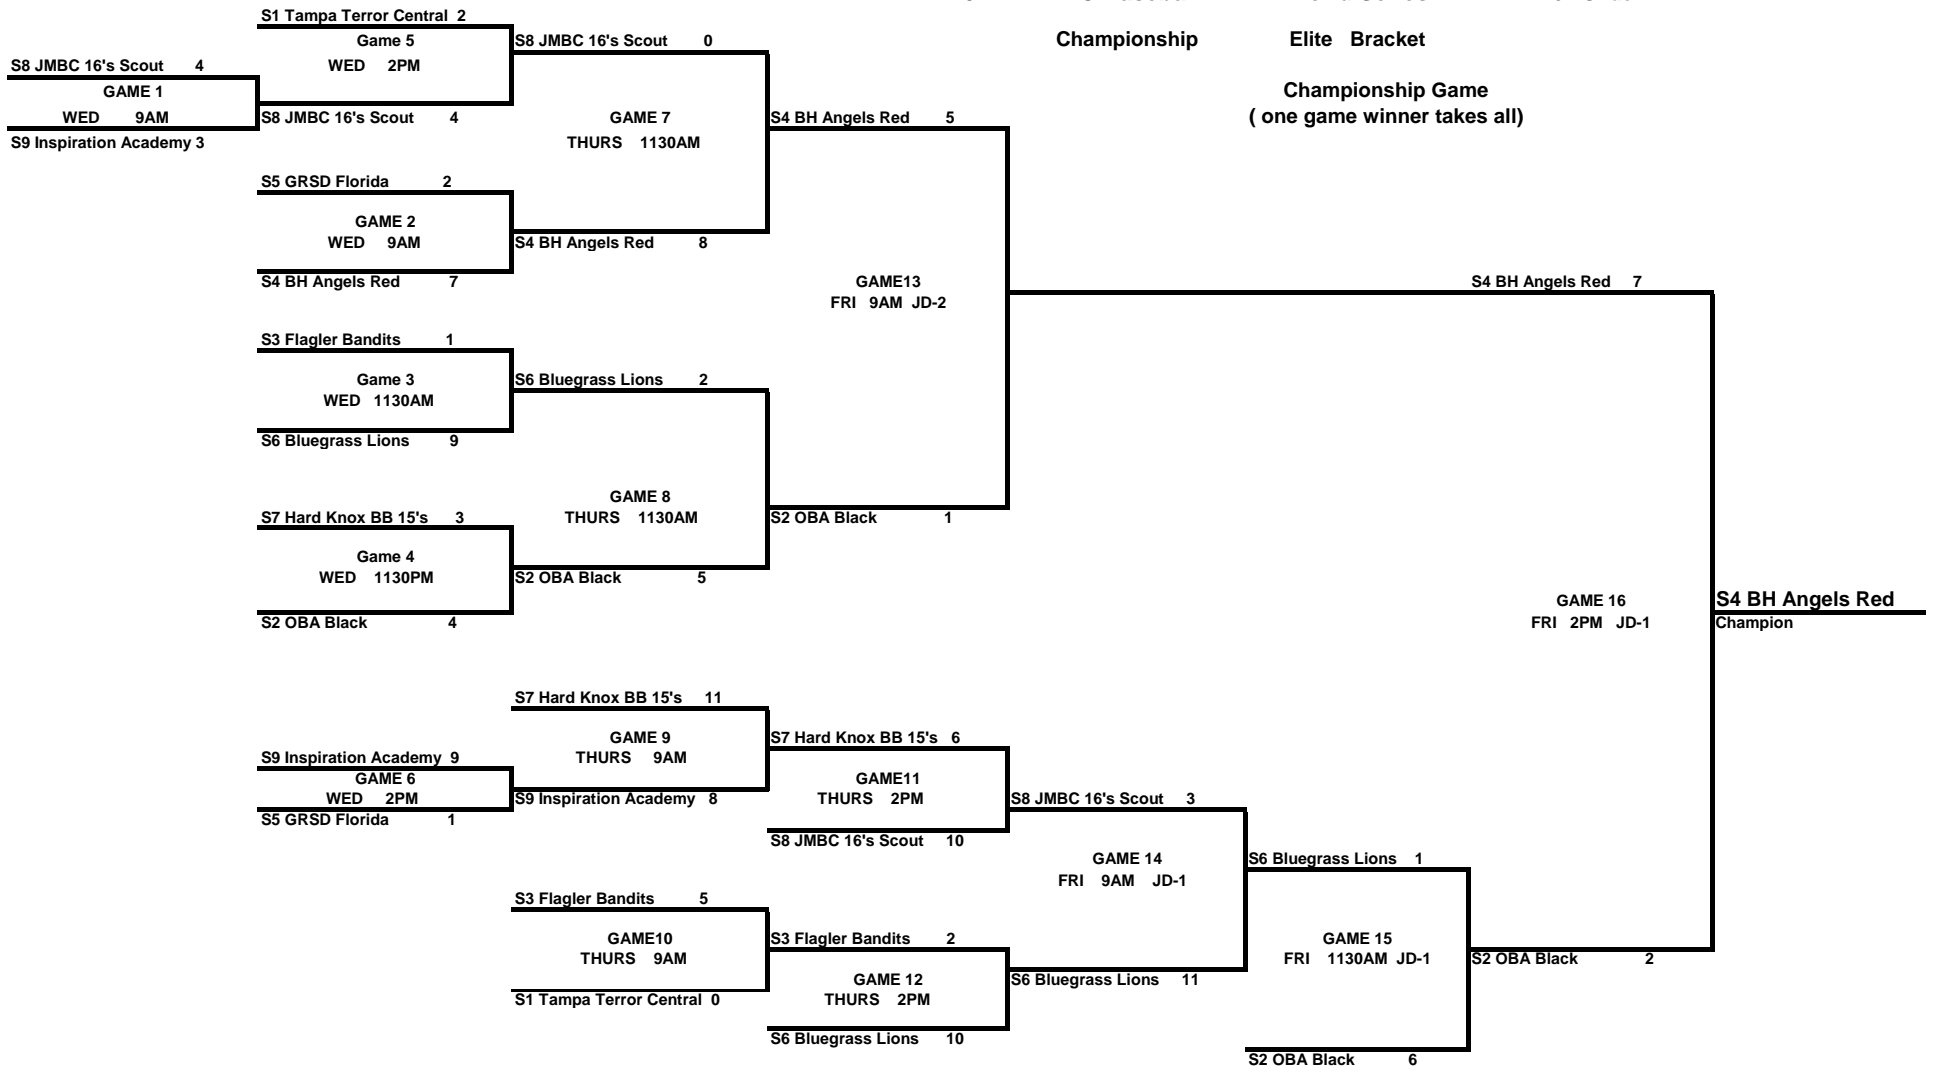 Championship Elite Bracket
Championship Game
( one game winner takes all)
S1 Tampa Terror Central 2
Game 5
WED 2PM
S8 JMBC 16's Scout 4
GAME 1
WED 9AM
S9 Inspiration Academy 3
S8 JMBC 16's Scout 4
S8 JMBC 16's Scout 0
GAME 7
THURS 1130AM
S5 GRSD Florida 2
GAME 2
WED 9AM
S4 BH Angels Red 7
S4 BH Angels Red 8
S4 BH Angels Red 5
GAME13
FRI 9AM JD-2
S3 Flagler Bandits 1
Game 3
WED 1130AM
S6 Bluegrass Lions 9
S6 Bluegrass Lions 2
GAME 8
THURS 1130AM
S7 Hard Knox BB 15's 3
Game 4
WED 1130PM
S2 OBA Black 4
S2 OBA Black 5
S2 OBA Black 1
S4 BH Angels Red 7
GAME 16
FRI 2PM JD-1
S4 BH Angels Red
Champion
S7 Hard Knox BB 15's 11
GAME 9
THURS 9AM
S9 Inspiration Academy 9
GAME 6
WED 2PM
S5 GRSD Florida 1
S9 Inspiration Academy 8
S7 Hard Knox BB 15's 6
GAME11
THURS 2PM
S8 JMBC 16's Scout 10
S8 JMBC 16's Scout 3
GAME 14
FRI 9AM JD-1
S3 Flagler Bandits 5
GAME10
THURS 9AM
S1 Tampa Terror Central 0
S3 Flagler Bandits 2
GAME 12
THURS 2PM
S6 Bluegrass Lions 10
S6 Bluegrass Lions 11
S6 Bluegrass Lions 1
GAME 15
FRI 1130AM JD-1
S2 OBA Black 6
S2 OBA Black 2